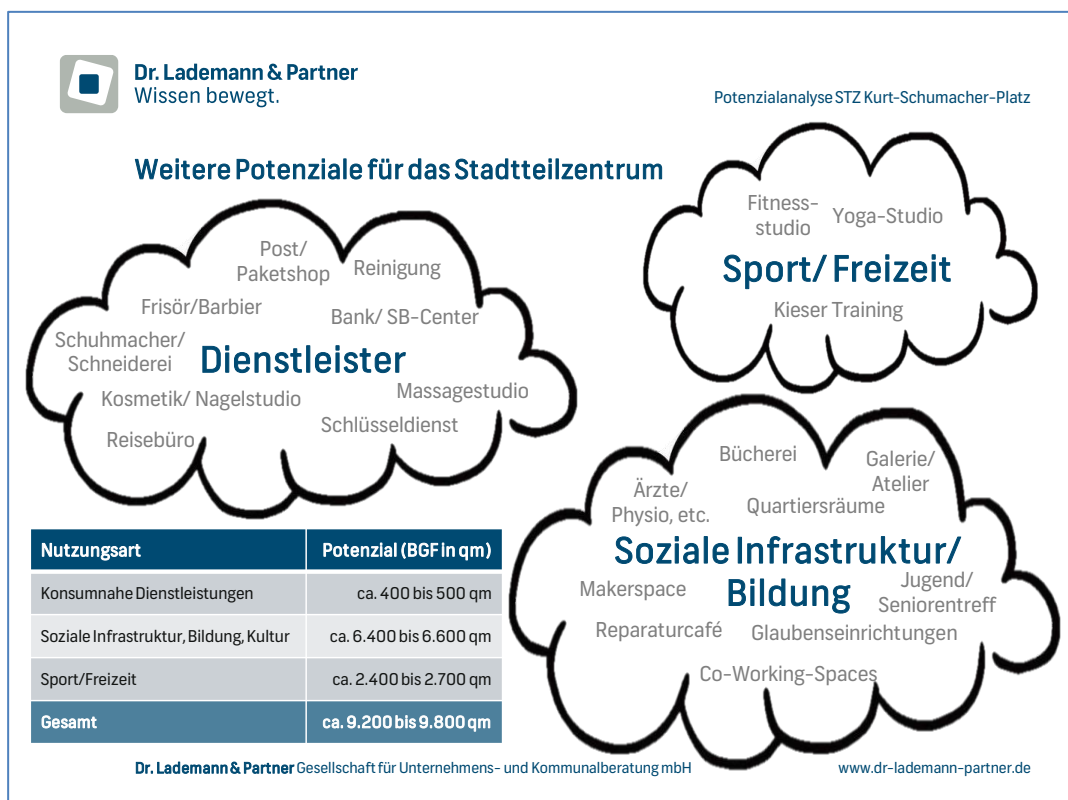 Dr. Lademann & Partner
Wissen bewegt.
Potenzialanalyse STZ Kurt-Schumacher-Platz
Weitere Potenziale für das Stadtteilzentrum
Post/
Paketshop
Reinigung
Frisör/Barbier
Bank/ SB-Center
Schuhmacher/
Schneiderei
Dienstleister
Massagestudio
Kosmetik/ Nagelstudio
Schlüsseldienst
Reisebüro
Fitness-
studio
Yoga-Studio
Sport/ Freizeit
Kieser Training
Bücherei
Galerie/
Atelier
Ärzte/
Physio, etc.
Quartiersräume
Soziale Infrastruktur/
Bildung
Makerspace
Jugend/
Seniorentreff
Reparaturcafé
Glaubenseinrichtungen
Co-Working-Spaces
Nutzungsart Potenzial (BGF in qm)
Konsumnahe Dienstleistungen ca. 400 bis 500 qm
Soziale Infrastruktur, Bildung, Kultur ca. 6.400 bis 6.600 qm
Sport/Freizeit ca. 2.400 bis 2.700 qm
Gesamt ca. 9.200 bis 9.800 qm
Dr. Lademann & Partner Gesellschaft für Unternehmens- und Kommunalberatung mbH
www.dr-lademann-partner.de